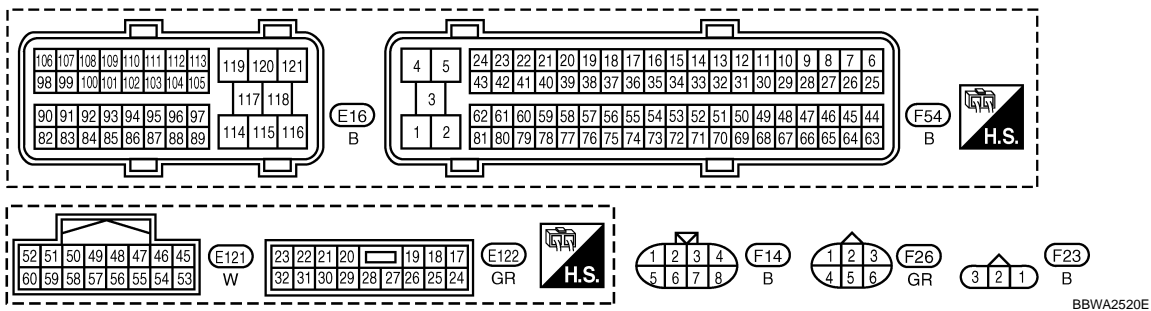 106 107 108 109 110 111 112 113 119 120 121
98 99 100 101 102 103 104 105
117 118
90 91 92 93 94 95 96 97
82 83 84 85 86 87 88 89 114 115 116
E16
B
4 5 24 23 22 21 20 19 18 17 16 15 14 13 12 11 10 9 8 7 6
43 42 41 40 39 38 37 36 35 34 33 32 31 30 29 28 27 26 25
3
62 61 60 59 58 57 56 55 54 53 52 51 50 49 48 47 46 45 44
1 2 81 80 79 78 77 76 75 74 73 72 71 70 69 68 67 66 65 64 63
F54
B
H.S.
52 51 50 49 48 47 46 45
60 59 58 57 56 55 54 53
E121
W
23 22 21 20 19 18 17
32 31 30 29 28 27 26 25 24
E122
GR
H.S.
1 2 3 4
5 6 7 8
F14
B
1 2 3
4 5 6
F26
GR
3 2 1
F23
B
BBWA2520E